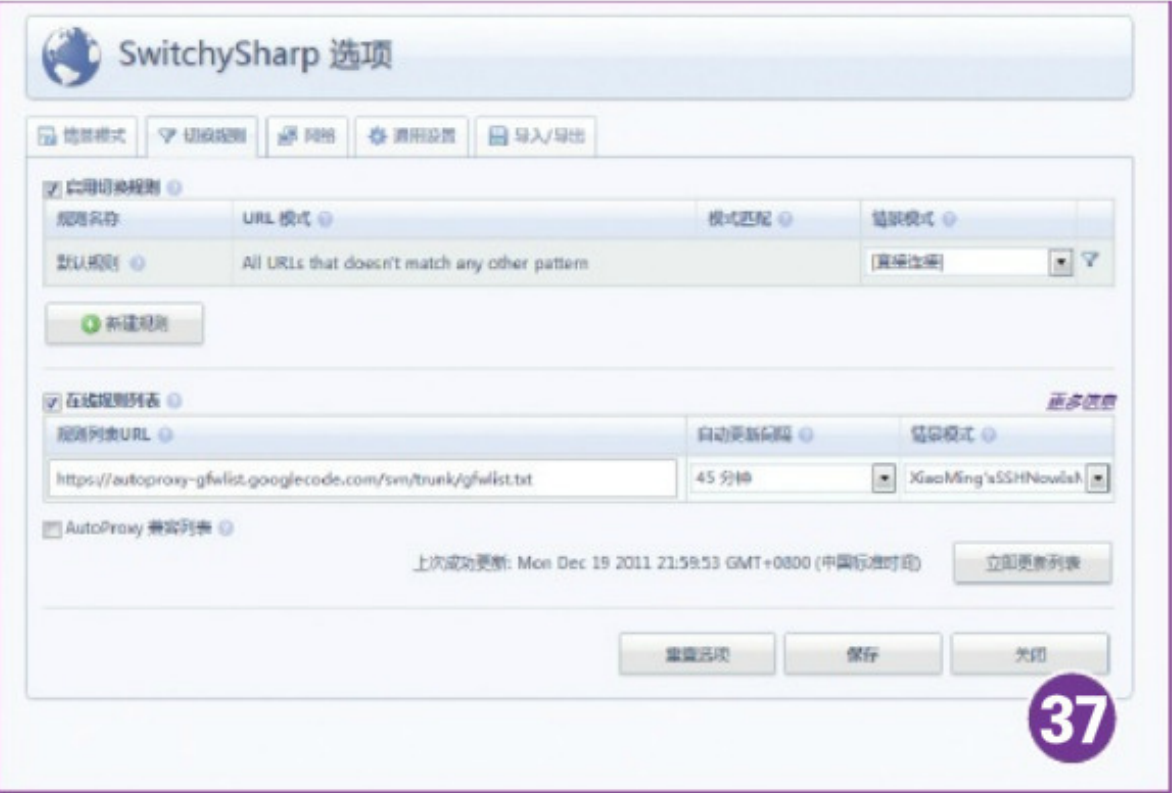 SwitchySharp 选项
情景模式 切换规则 网络 通用设置 导入/导出
启用切换规则
规则名称 URL 模式 模式匹配 情景模式
默认规则 All URLs that doesn't match any other pattern [直接连接]
新建规则
在线规则列表 更多信息
规则列表URL 自动更新间隔 情景模式
https://autoproxy-gfwlist.googlecode.com/svn/trunk/gfwlist.txt 45 分钟
AutoProxy 兼容列表
上次成功更新: Mon Dec 19 2011 21:59:53 GMT+0800 (中国标准时间) 立即更新列表
重置选项 保存 关闭
37